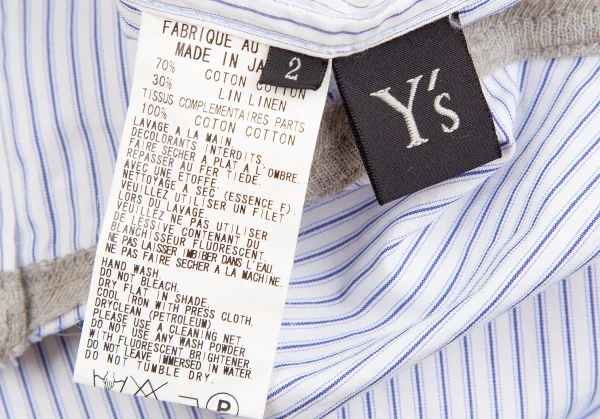 FABRIQUE AU
MADE IN JA
70% COTON COTTON
30% LIN LINEN
TISSUS COMPLEMENTAIRES PARTS
100% COTON COTTON
LAVAGE A LA MAIN.
DECOLORANTS INTERDITS.
FAIRE SECHER A PLAT A L'OMBRE.
REPASSER AU FER TIEDE.
AVEC UNE ETOFFE.
NETTOYAGE A SEC (ESSENCE F).
VEUILLEZ UTILISER UN FILET
LORS DU LAVAGE.
VEUILLEZ NE PAS UTILISER
DE LESSIVE CONTENANT DU
BLANCHISSEUR FLUORESCENT.
NE PAS LAISSER IMBIBER DANS L'EAU.
NE PAS FAIRE SECHER A LA MACHINE.
HAND WASH.
DO NOT BLEACH.
DRY FLAT IN SHADE.
COOL IRON WITH PRESS CLOTH.
DRYCLEAN (PETROLEUM).
PLEASE USE A CLEANING NET.
DO NOT USE ANY WASH POWDER
WITH FLUORESCENT BRIGHTENER.
DO NOT LEAVE IMMERSED IN WATER.
DO NOT TUMBLE DRY.
P
2
Y's